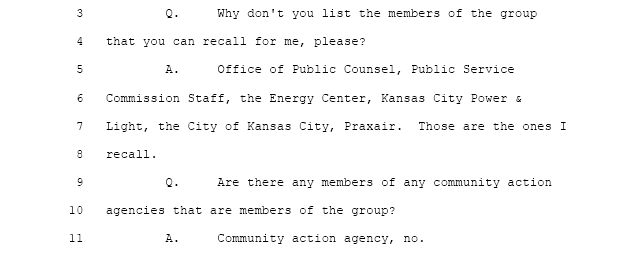 3 Q. Why don't you list the members of the group
4 that you can recall for me, please?
5 A. Office of Public Counsel, Public Service
6 Commission Staff, the Energy Center, Kansas City Power &
7 Light, the City of Kansas City, Praxair. Those are the ones I
8 recall.
9 Q. Are there any members of any community action
10 agencies that are members of the group?
11 A. Community action agency, no.